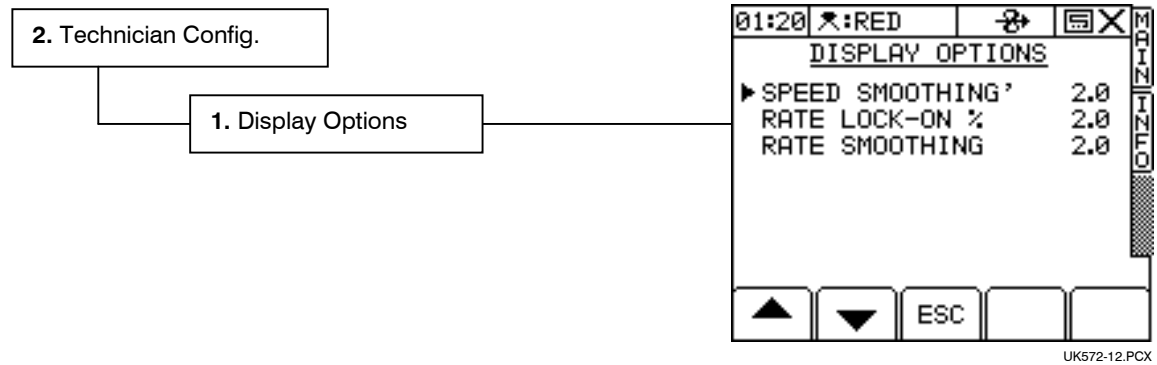 2. Technician Config.
1. Display Options
01:20 :RED
DISPLAY OPTIONS
SPEED SMOOTHING' 2.0
RATE LOCK-ON % 2.0
RATE SMOOTHING 2.0
MAIN
INFO
ESC
UK572-12.PCX